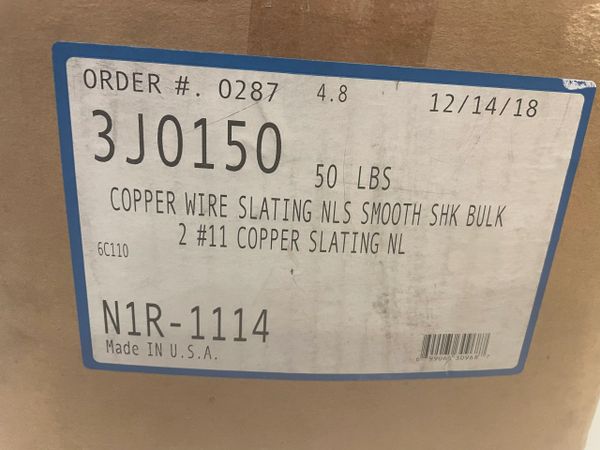 ORDER #. 0287 4.8 12/14/18
3J0150 50 LBS
COPPER WIRE SLATING NLS SMOOTH SHK BULK
2 #11 COPPER SLATING NL
6C110
N1R-1114
Made IN U.S.A.